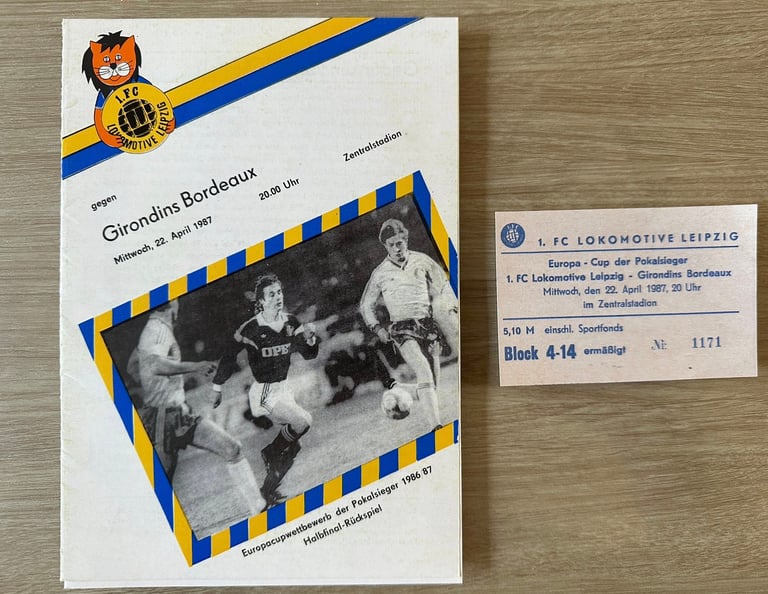 1.FC
LOKOMOTIVE LEIPZIG
gegen
Girondins Bordeaux
Mittwoch, 22. April 1987
20.00 Uhr
Zentralstadion
OPEL
Europacupwettbewerb der Pokalsieger 1986/87
Halbfinal-Rückspiel
1. FC LOKOMOTIVE LEIPZIG
Europa - Cup der Pokalsieger
1. FC Lokomotive Leipzig - Girondins Bordeaux
Mittwoch, den 22. April 1987, 20 Uhr
im Zentralstadion
5,10 M einschl. Sportfonds
Block 4-14 ermäßigt № 1171